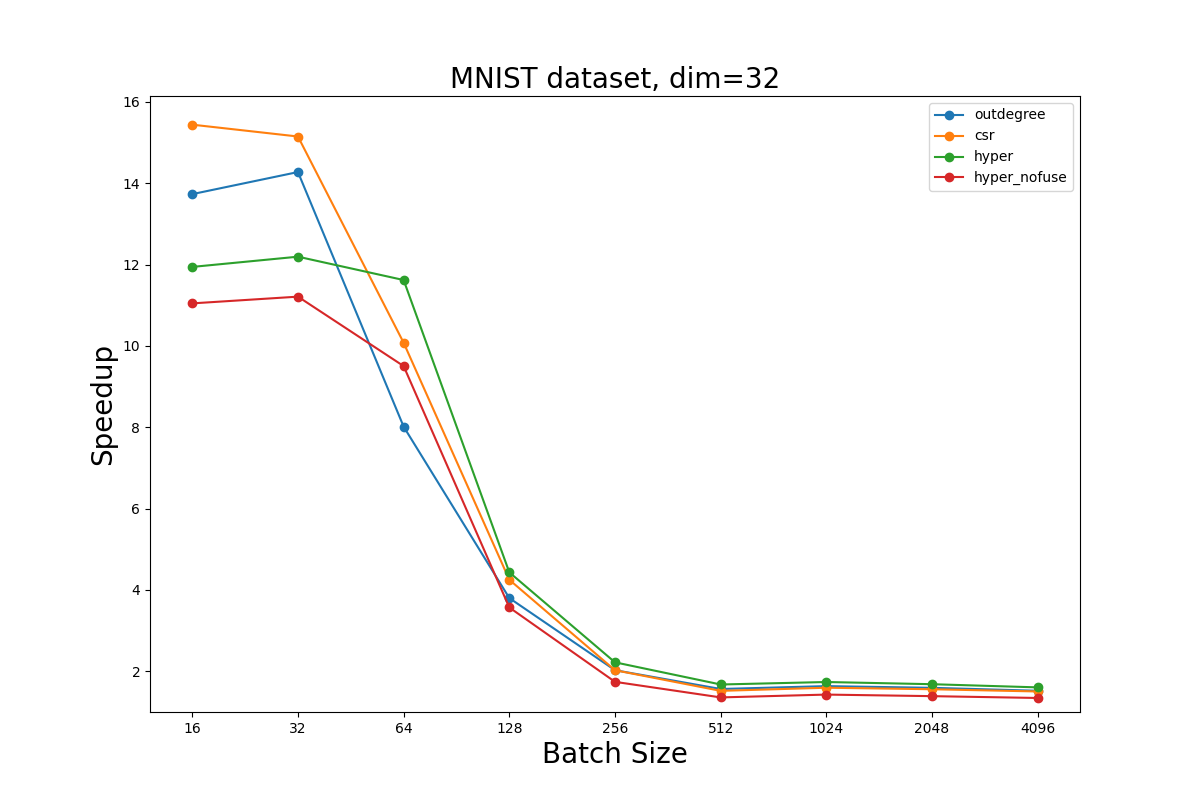 MNIST dataset, dim=32
16
14
12
10
8
6
4
2
Speedup
outdegree
csr
hyper
hyper_nofuse
16 32 64 128 256 512 1024 2048 4096
Batch Size